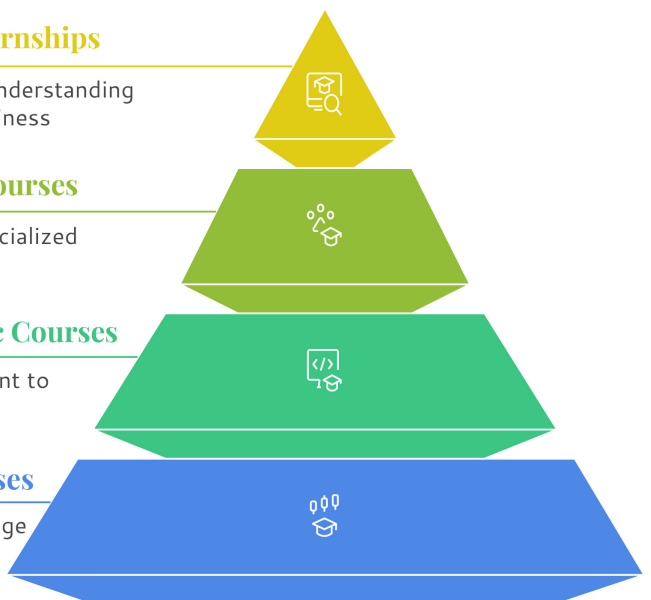 rnships
nderstanding
iness
ourses
cialized
c Courses
nt to
ses
ge